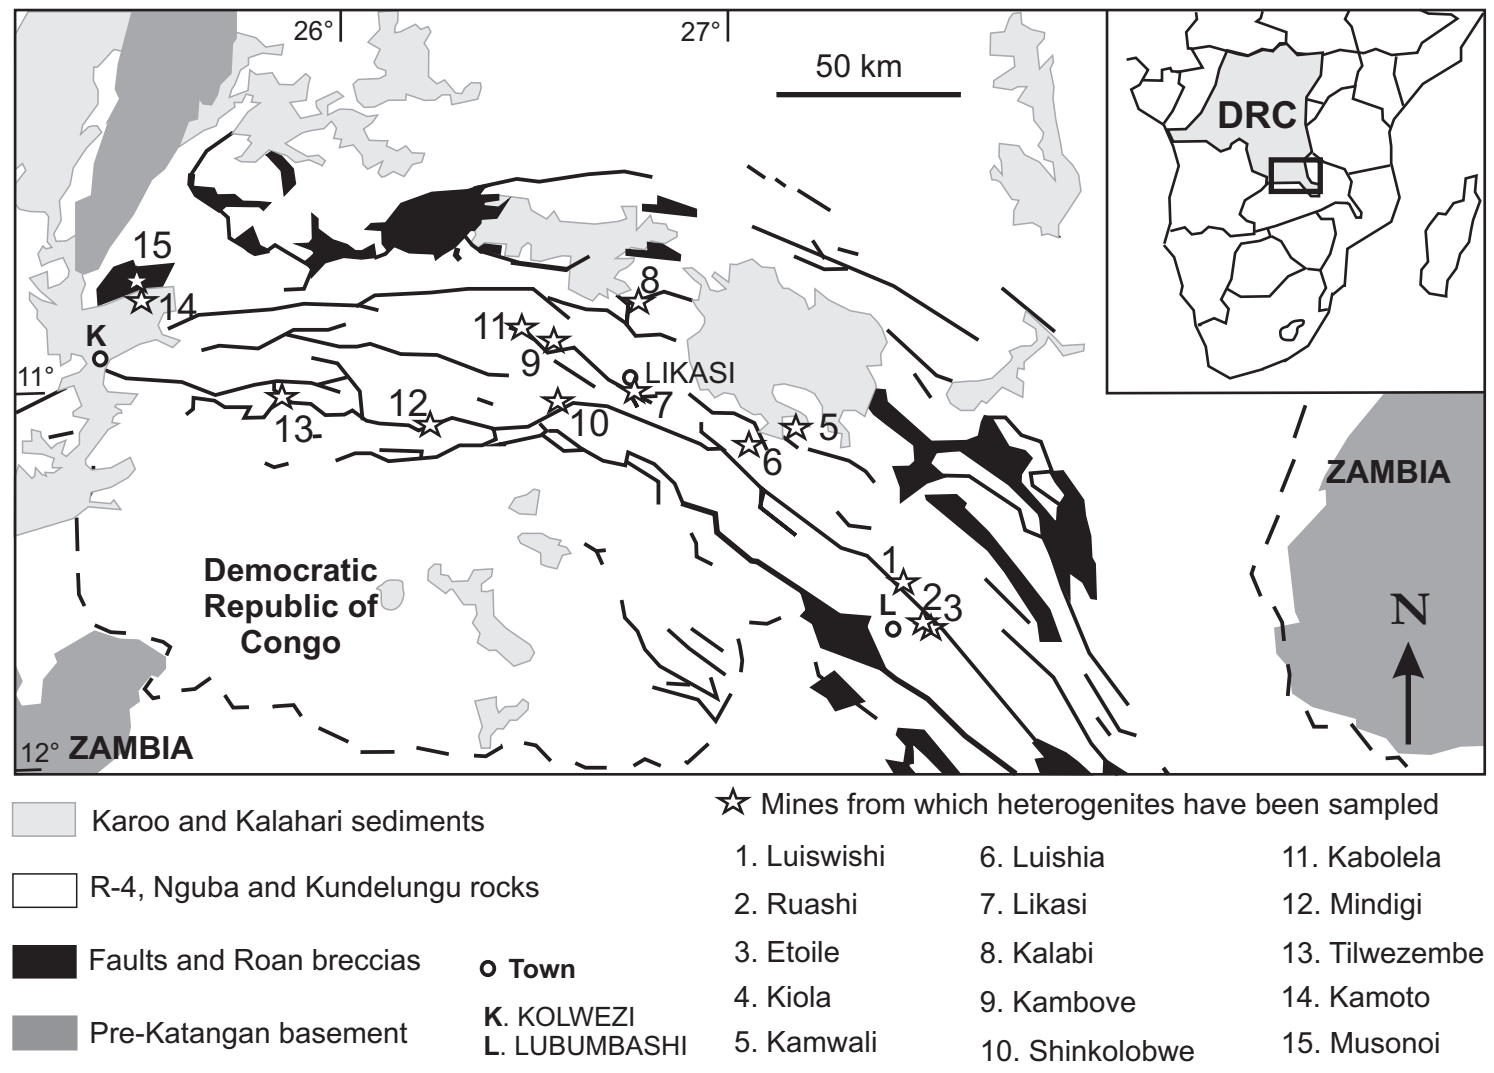 26°
27°
50 km
DRC
15
14
K
11°
8
11
9
LIKASI
7
12
10
13
5
6
ZAMBIA
1
2
3
L
Democratic
Republic of
Congo
N
12° ZAMBIA
Karoo and Kalahari sediments
R-4, Nguba and Kundelungu rocks
Faults and Roan breccias
Pre-Katangan basement
Town
K. KOLWEZI
L. LUBUMBASHI
Mines from which heterogenites have been sampled
1. Luiswishi
2. Ruashi
3. Etoile
4. Kiola
5. Kamwali
6. Luishia
7. Likasi
8. Kalabi
9. Kambove
10. Shinkolobwe
11. Kabolela
12. Mindigi
13. Tilwezembe
14. Kamoto
15. Musonoi